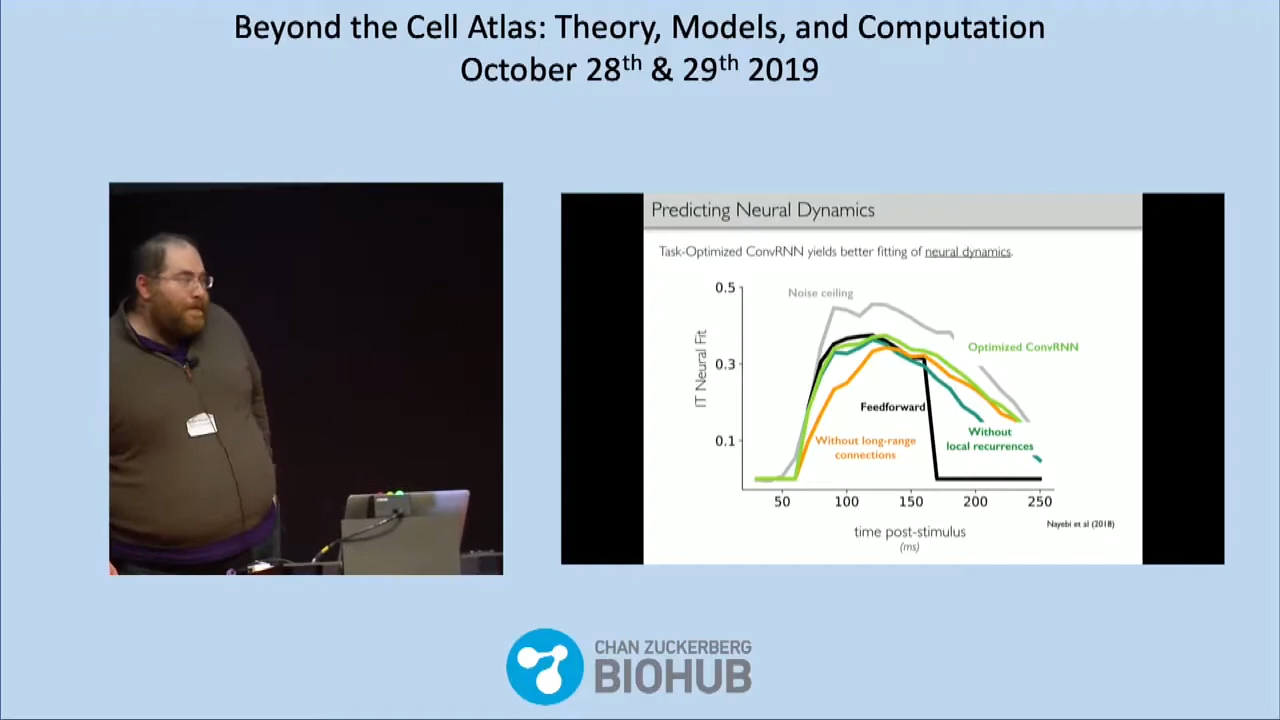 Beyond the Cell Atlas: Theory, Models, and Computation
October 28th & 29th 2019
Predicting Neural Dynamics
Task-Optimized ConvRNN yields better fitting of neural dynamics.
0.5
0.3
0.1
IT Neural Fit
Noise ceiling
Optimized ConvRNN
Feedforward
Without long-range
connections
Without
local recurrences
50 100 150 200 250
time post-stimulus
(ms)
Nayebi et al (2018)
CHAN ZUCKERBERG
BIOHUB